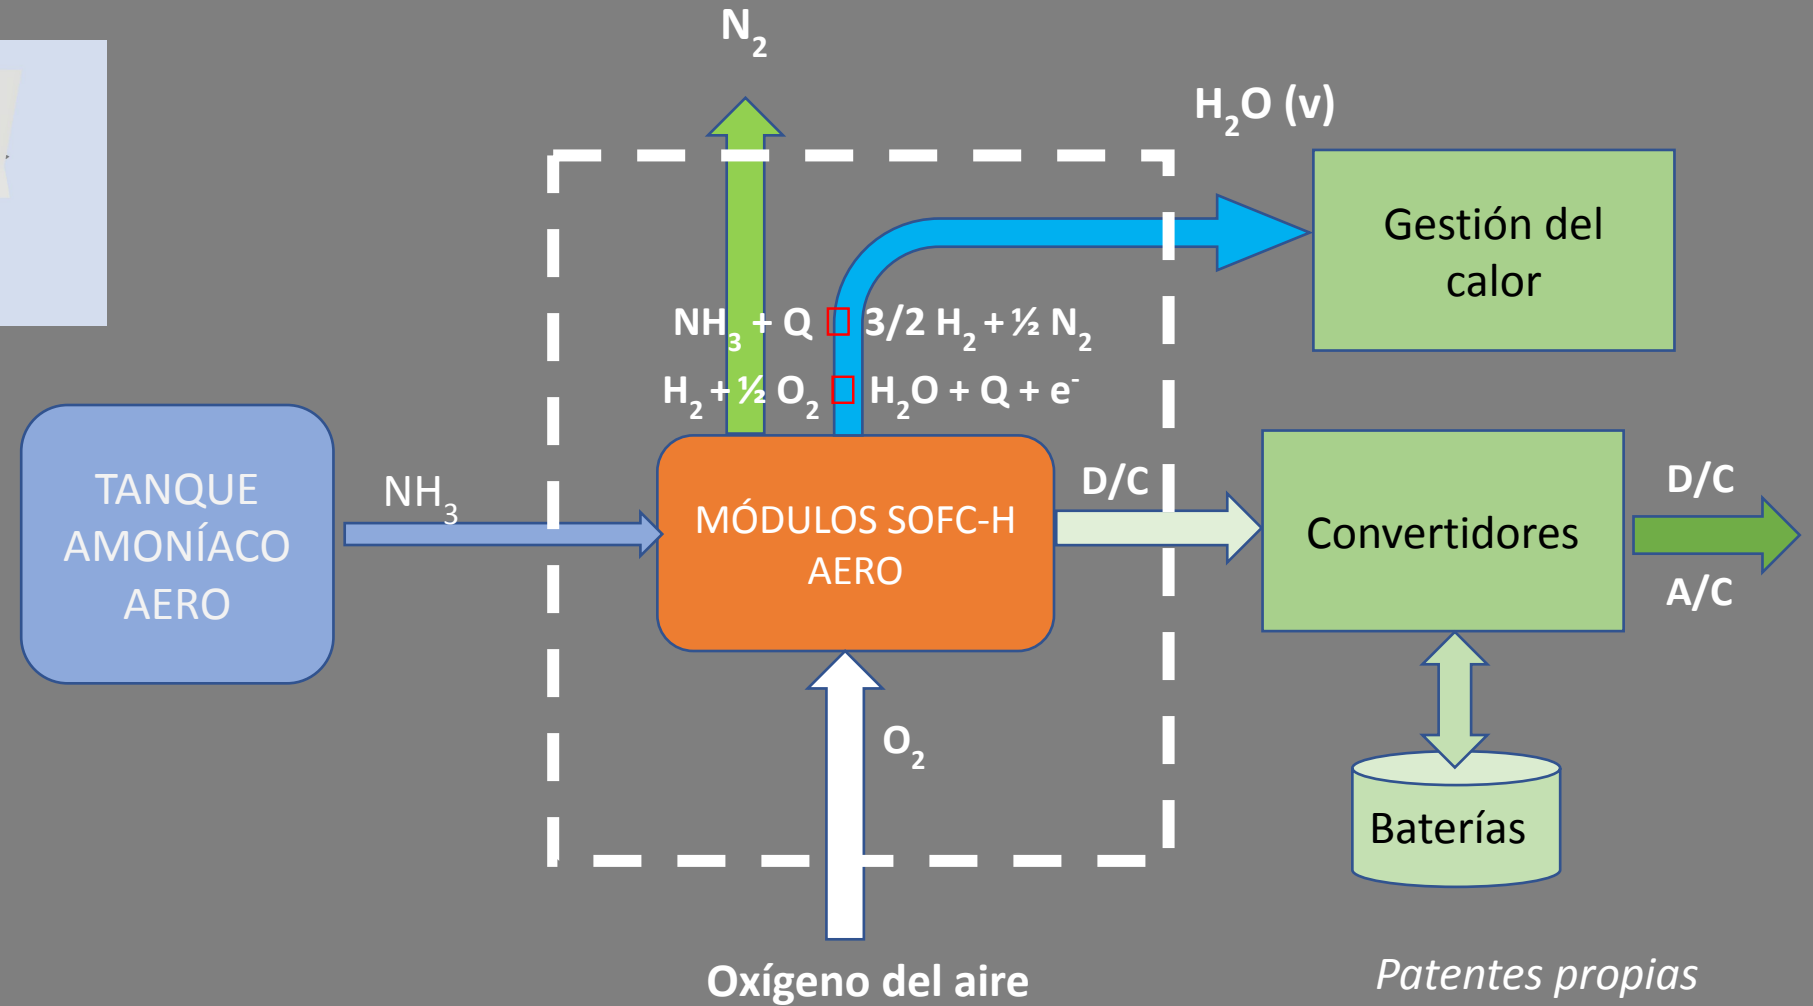 N₂
H₂O (v)
Gestión del
calor
NH₃ + Q □ 3/2 H₂ + ½ N₂
H₂ + ½ O₂ □ H₂O + Q + e⁻
TANQUE
AMONÍACO
AERO
NH₃
MÓDULOS SOFC-H
AERO
D/C
Convertidores
D/C
A/C
O₂
Baterías
Oxígeno del aire
Patentes propias